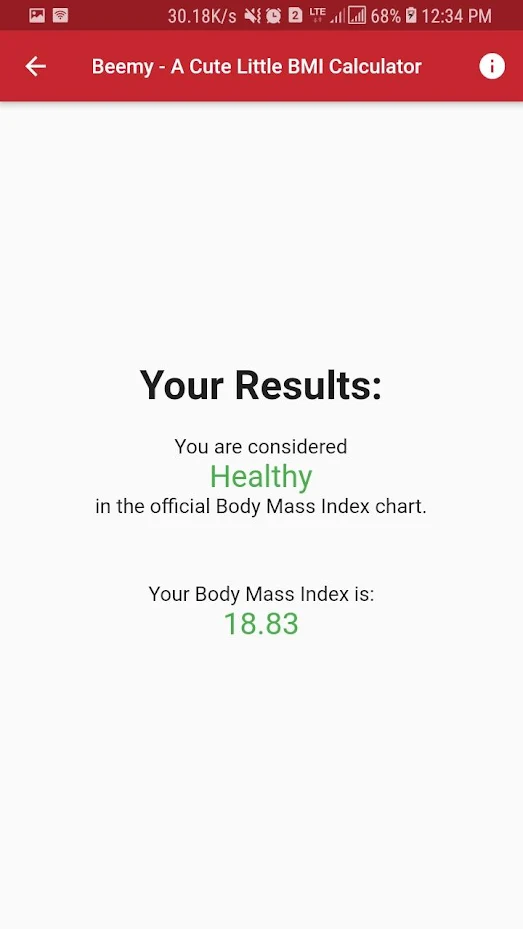 30.18K/s 2 LTE 68% 12:34 PM
Beemy - A Cute Little BMI Calculator
Your Results:
You are considered
Healthy
in the official Body Mass Index chart.
Your Body Mass Index is:
18.83